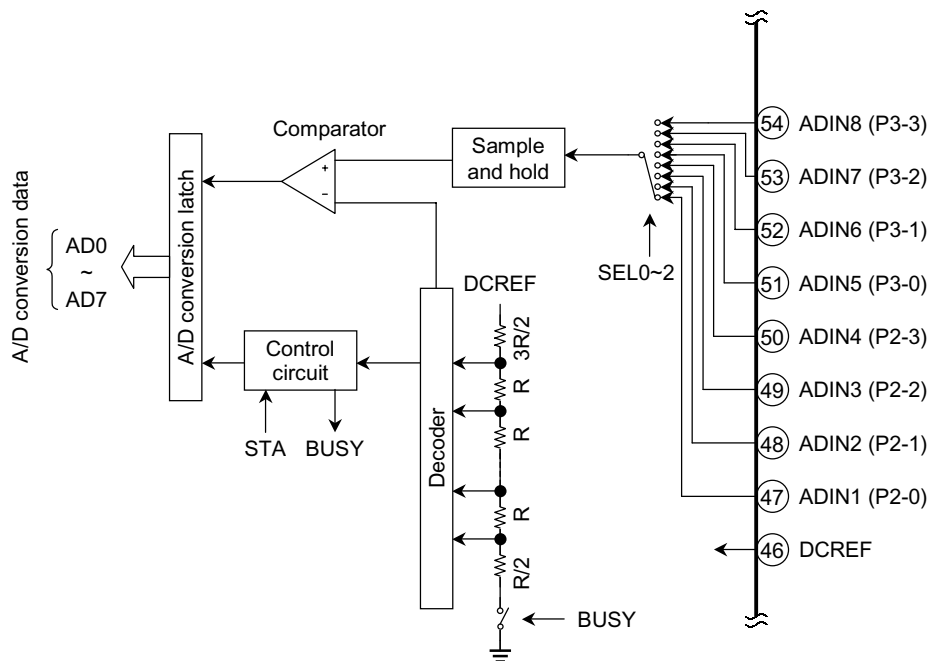 A/D conversion data
AD0
~
AD7
A/D conversion latch
Comparator
+
−
Sample
and hold
SEL0~2
Control
circuit
STA
BUSY
Decoder
DCREF
3R/2
R
R
R
R/2
BUSY
54 ADIN8 (P3-3)
53 ADIN7 (P3-2)
52 ADIN6 (P3-1)
51 ADIN5 (P3-0)
50 ADIN4 (P2-3)
49 ADIN3 (P2-2)
48 ADIN2 (P2-1)
47 ADIN1 (P2-0)
46 DCREF